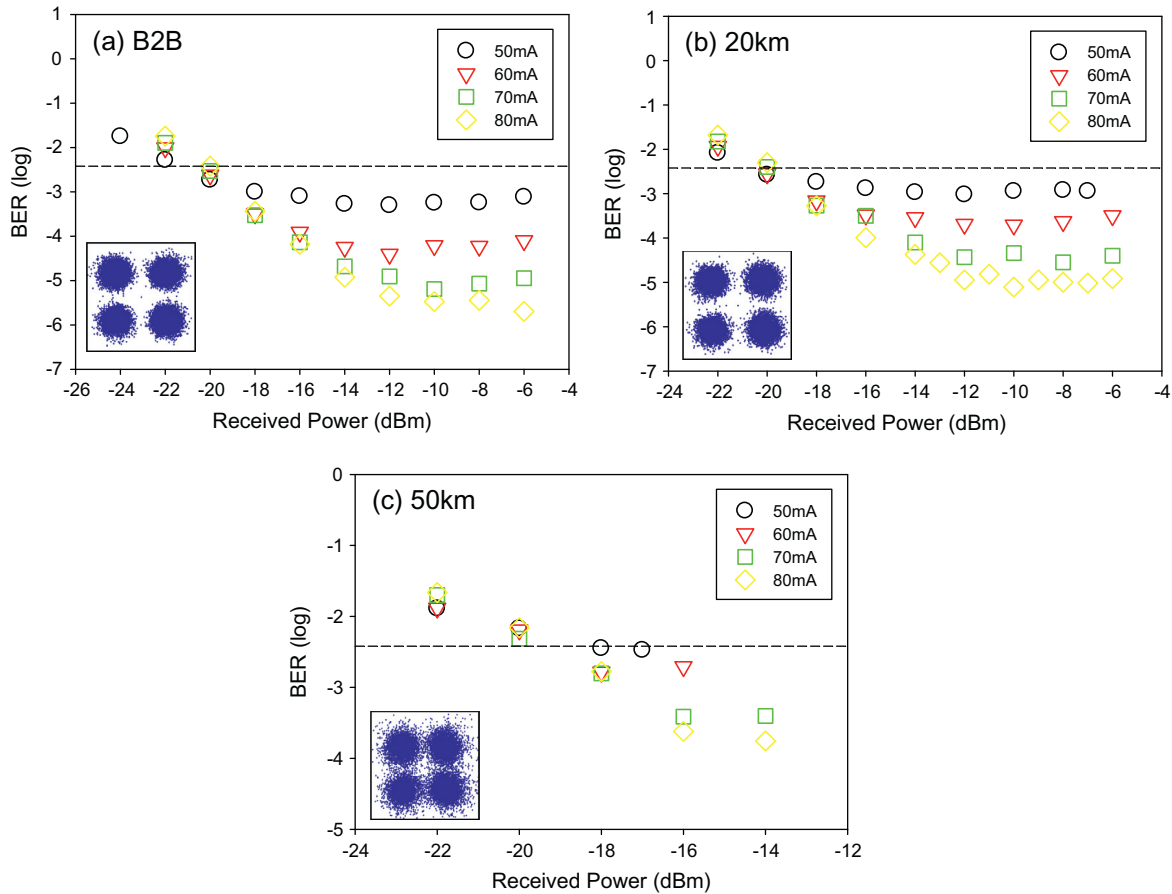 (a) B2B
50mA
60mA
70mA
80mA
1
0
-1
-2
-3
-4
-5
-6
-7
BER (log)
-26 -24 -22 -20 -18 -16 -14 -12 -10 -8 -6 -4
Received Power (dBm)
(b) 20km
50mA
60mA
70mA
80mA
1
0
-1
-2
-3
-4
-5
-6
-7
BER (log)
-24 -22 -20 -18 -16 -14 -12 -10 -8 -6 -4
Received Power (dBm)
(c) 50km
50mA
60mA
70mA
80mA
0
-1
-2
-3
-4
-5
BER (log)
-24 -22 -20 -18 -16 -14 -12
Received Power (dBm)